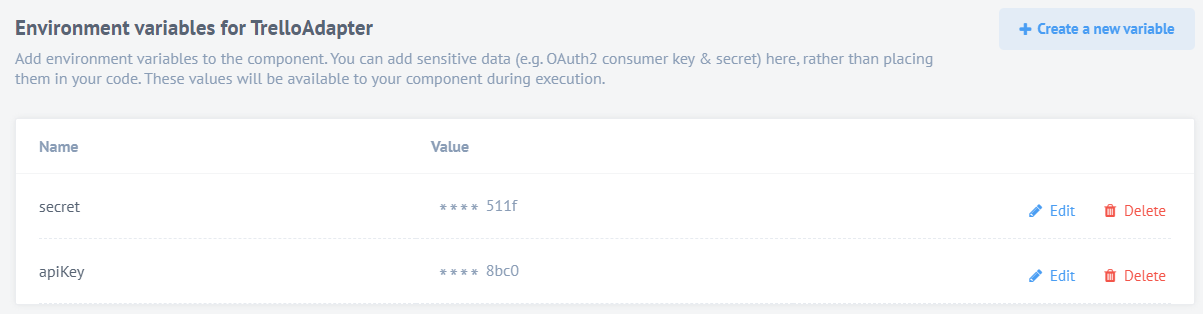 Environment variables for TrelloAdapter
Create a new variable
Add environment variables to the component. You can add sensitive data (e.g. OAuth2 consumer key & secret) here, rather than placing
them in your code. These values will be available to your component during execution.
Name Value
secret **** 511f Edit Delete
apiKey **** 8bc0 Edit Delete